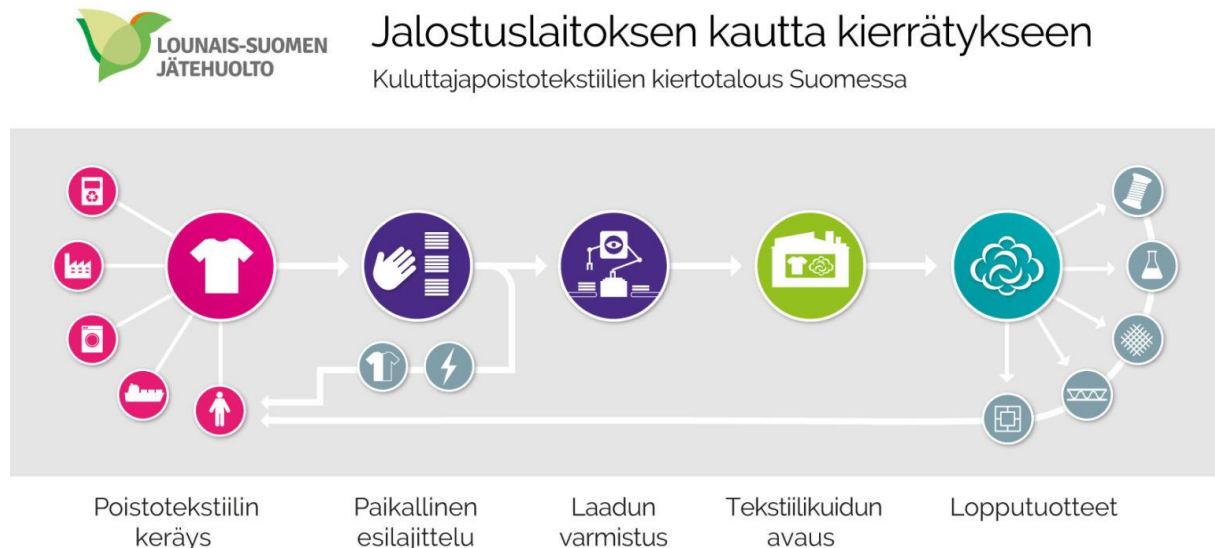 LOUNAIS-SUOMEN
JÄTEHUOLTO
Jalostuslaitoksen kautta kierrätykseen
Kuluttajapoistotekstiilien kiertotalous Suomessa
Poistotekstiilin
keräys
Paikallinen
esilajittelu
Laadun
varmistus
Tekstiilikuidun
avaus
Lopputuotteet